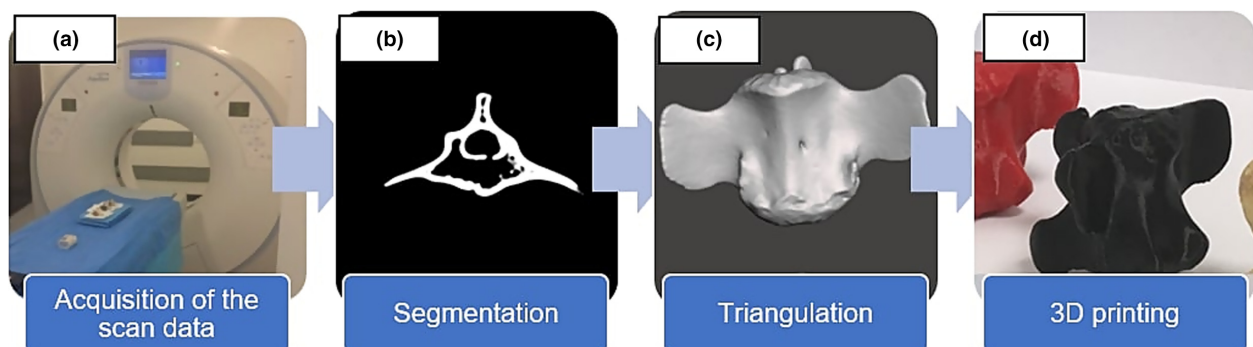 (a)
(b)
(c)
(d)
Acquisition of the
scan data
Segmentation
Triangulation
3D printing